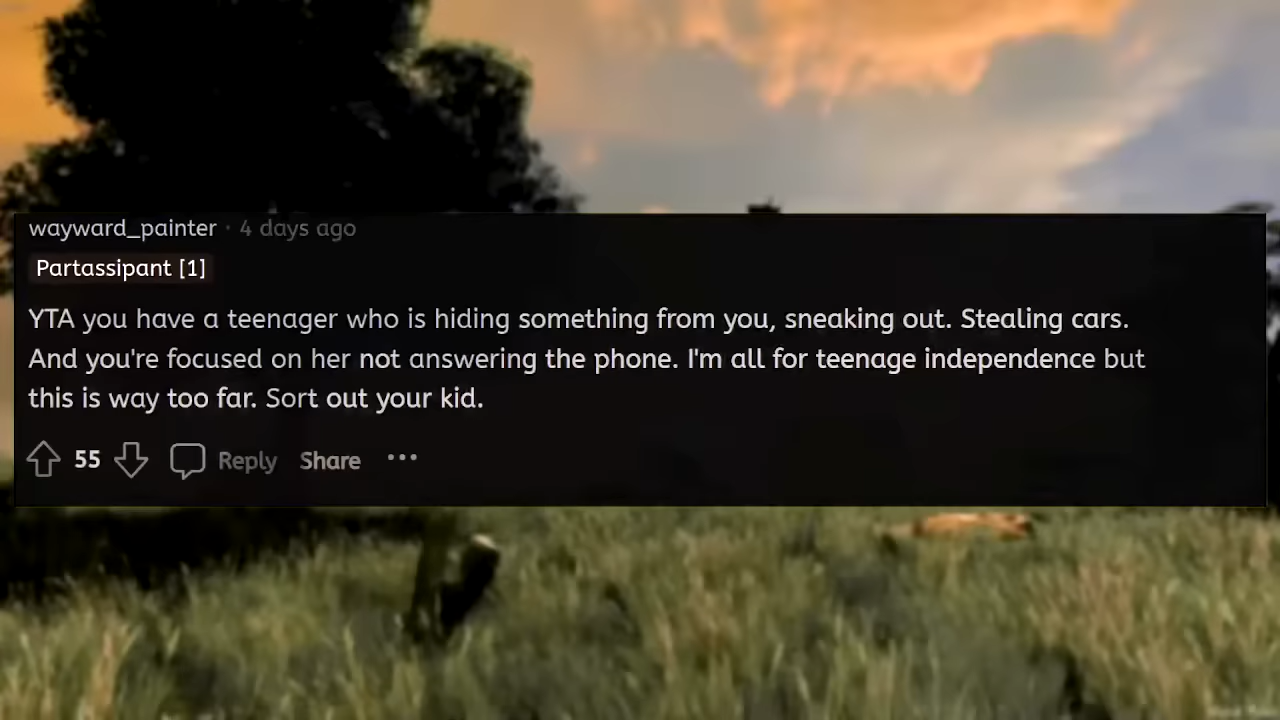 wayward_painter · 4 days ago
Partassipant [1]
YTA you have a teenager who is hiding something from you, sneaking out. Stealing cars.
And you're focused on her not answering the phone. I'm all for teenage independence but
this is way too far. Sort out your kid.
55 Reply Share ···